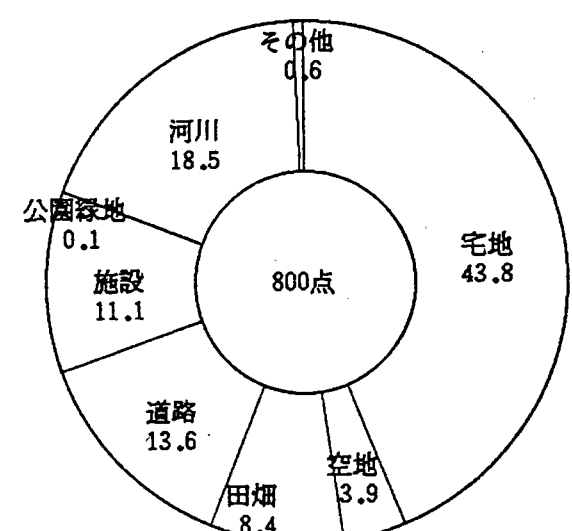 その他
0.6
宅地
43.8
空地
3.9
田畑
8.4
道路
13.6
施設
11.1
公園緑地
0.1
河川
18.5
800点